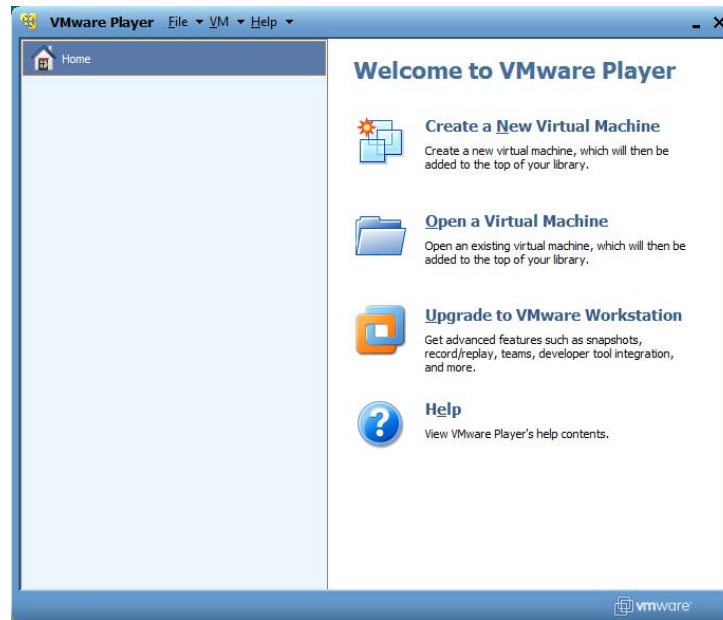 VMware Player File VM Help
Home
Welcome to VMware Player
Create a New Virtual Machine
Create a new virtual machine, which will then be
added to the top of your library.
Open a Virtual Machine
Open an existing virtual machine, which will then be
added to the top of your library.
Upgrade to VMware Workstation
Get advanced features such as snapshots,
record/replay, teams, developer tool integration,
and more.
Help
View VMware Player's help contents.
vmware